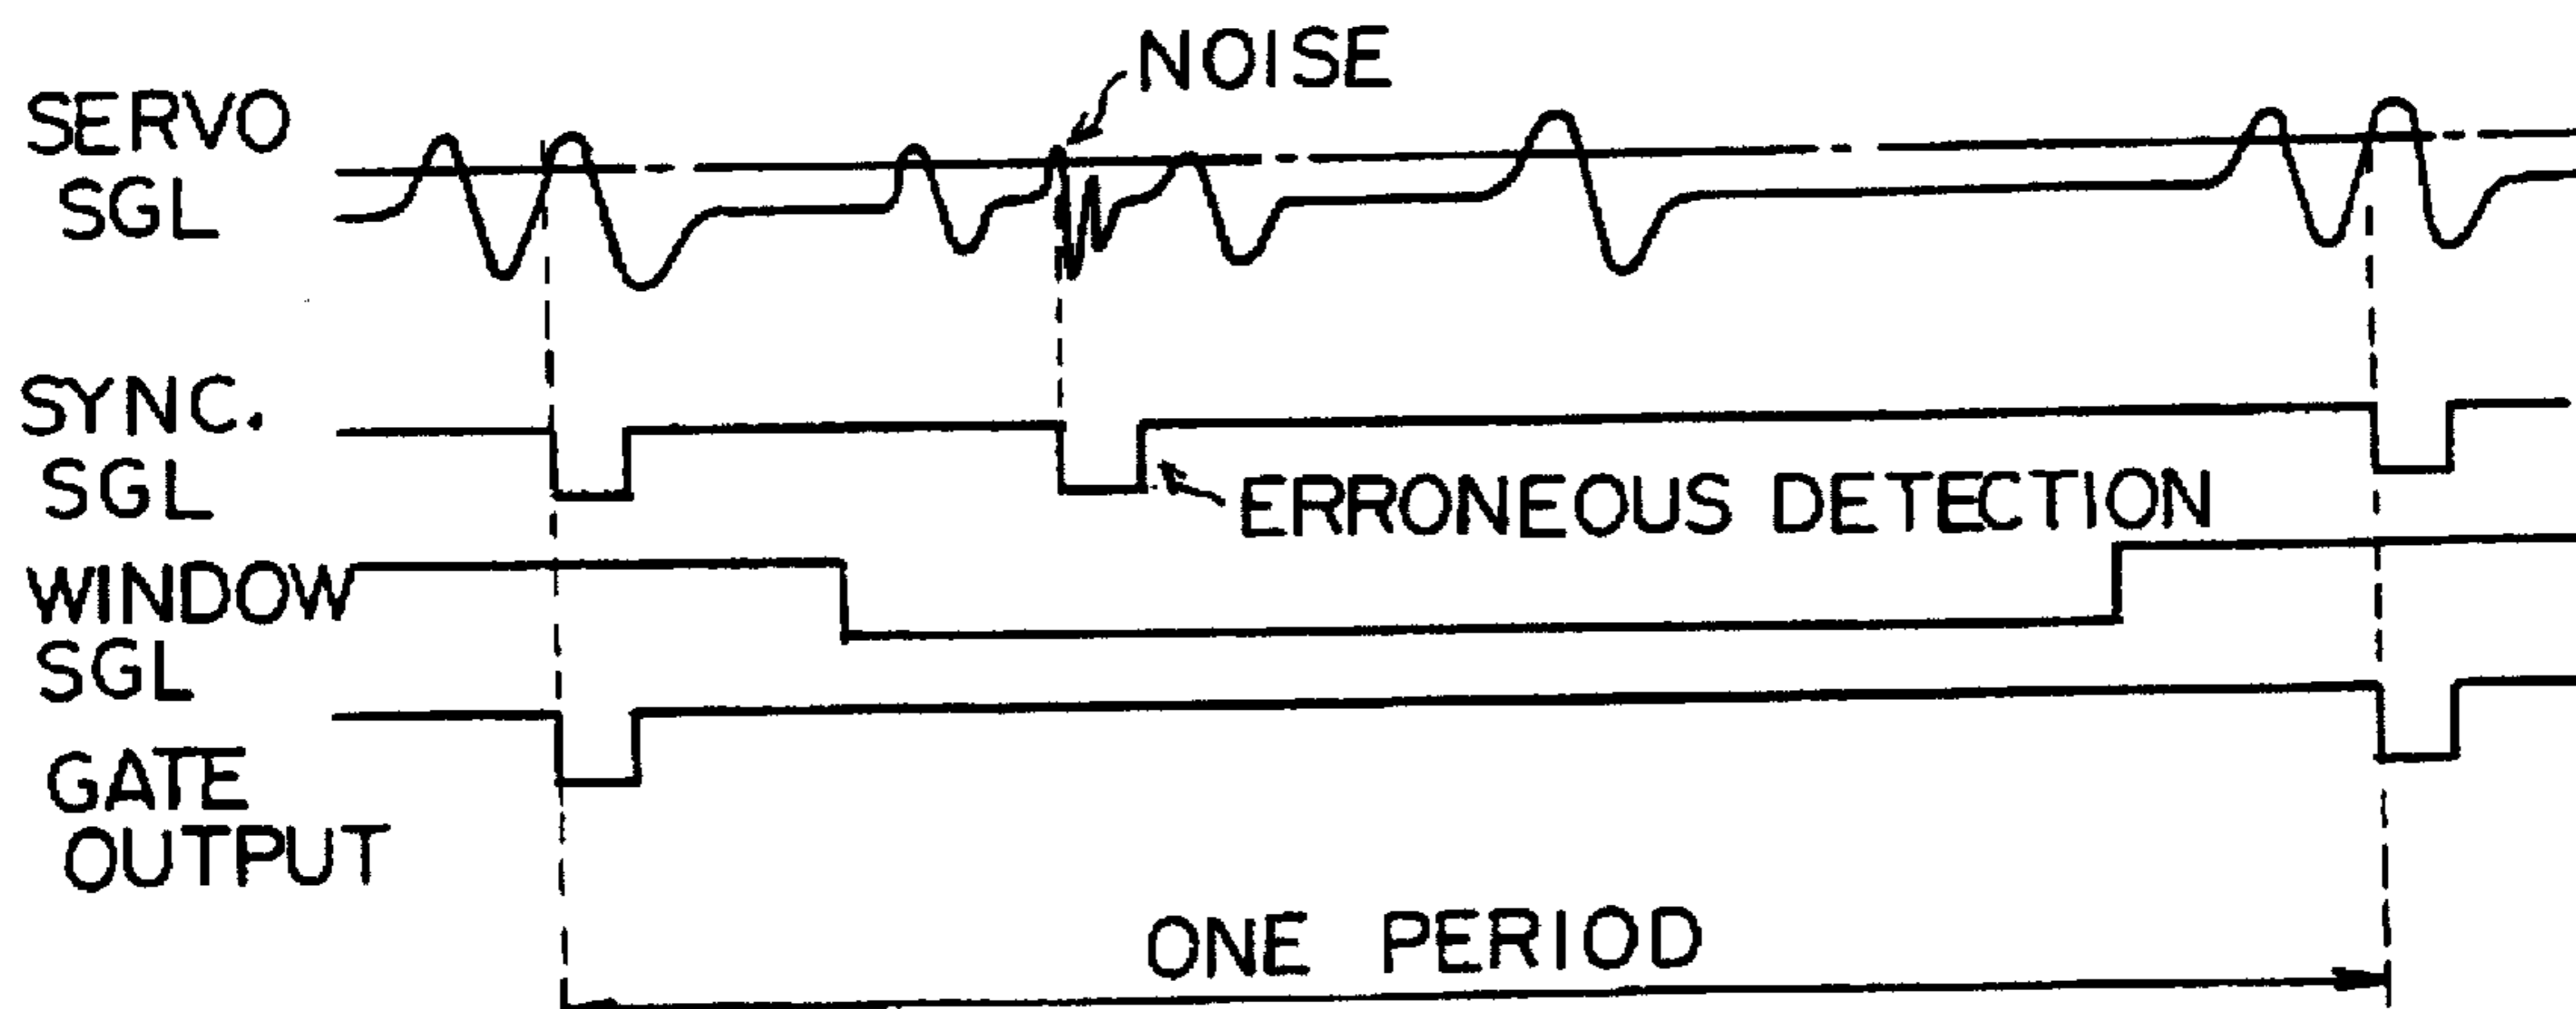 NOISE
SERVO
SGL
SYNC.
SGL
ERRONEOUS DETECTION
WINDOW
SGL
GATE
OUTPUT
ONE PERIOD